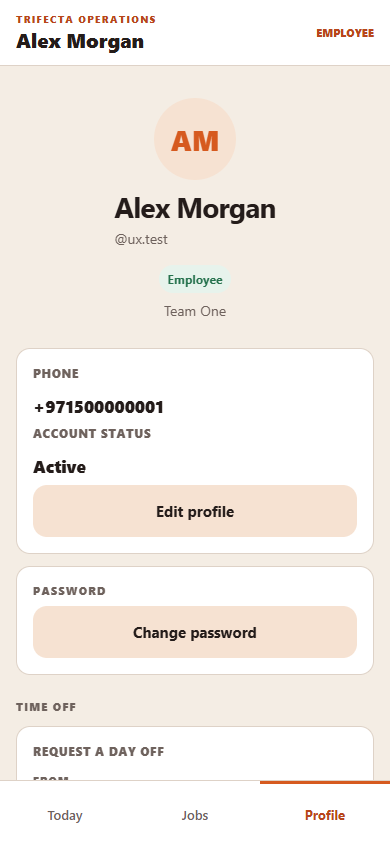 TRIFECTA OPERATIONS
Alex Morgan
EMPLOYEE
AM
Alex Morgan
@ux.test
Employee
Team One
PHONE
+971500000001
ACCOUNT STATUS
Active
Edit profile
PASSWORD
Change password
TIME OFF
REQUEST A DAY OFF
FROM
Today
Jobs
Profile